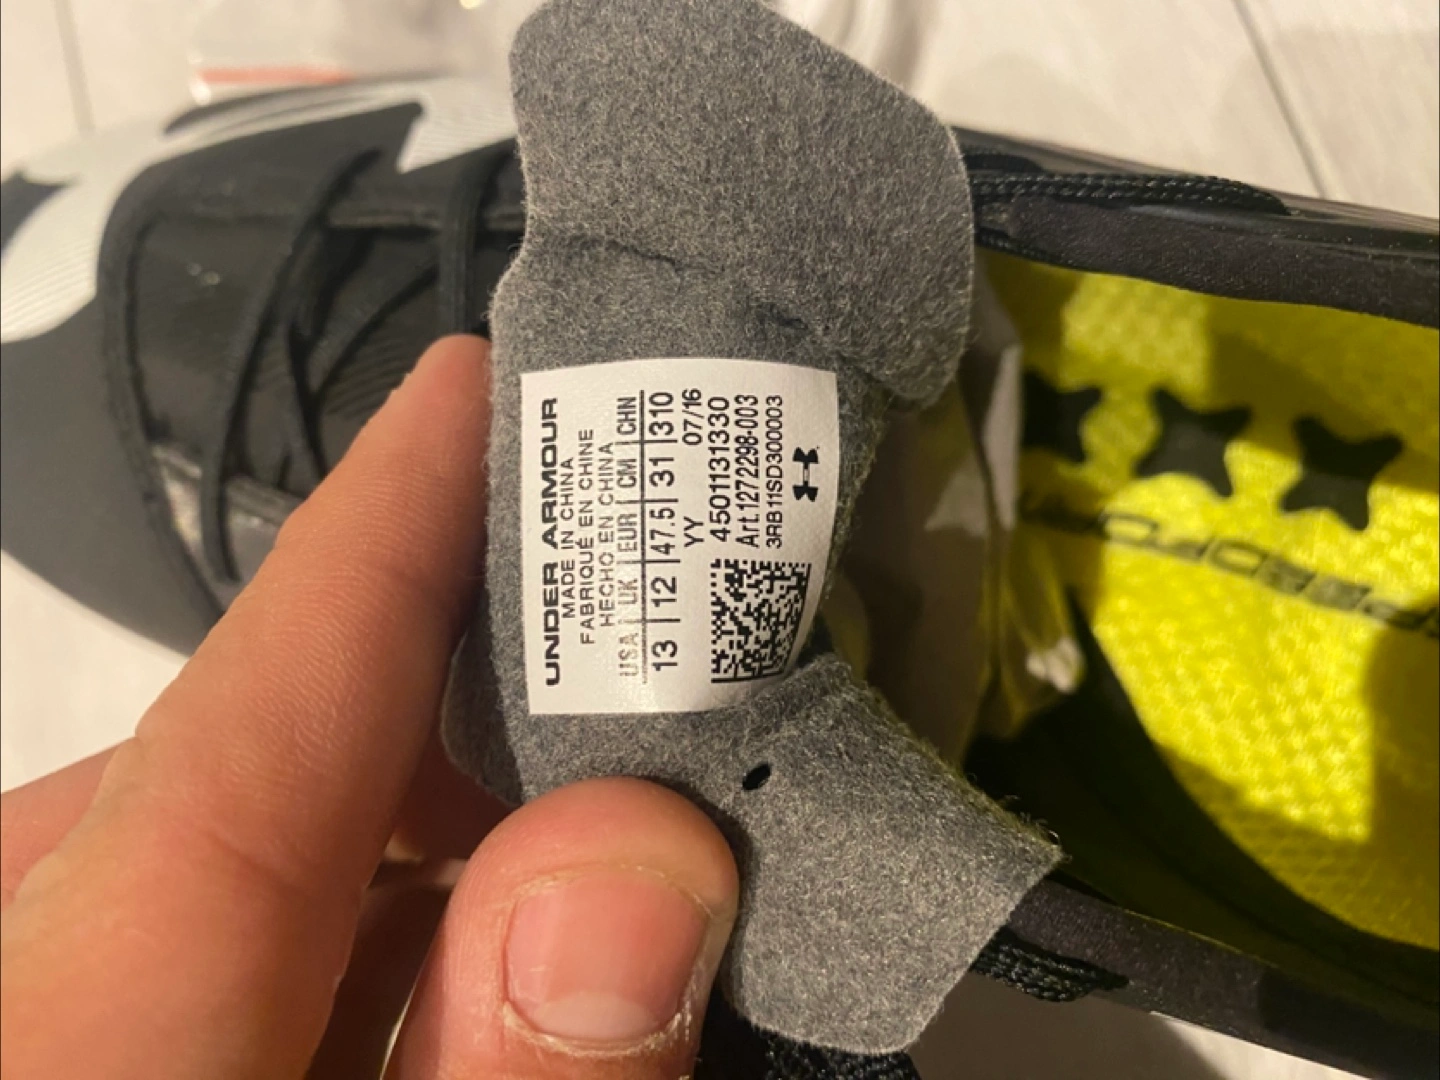 UNDER ARMOUR
MADE IN CHINA
FABRIQUÉ EN CHINE
HECHO EN CHINA
USA | UK | EUR | CM | CHN
13 | 12 | 47.5 | 31 | 310
YY 07/16
4501131330
Art.1272298-003
3RB11SD300003